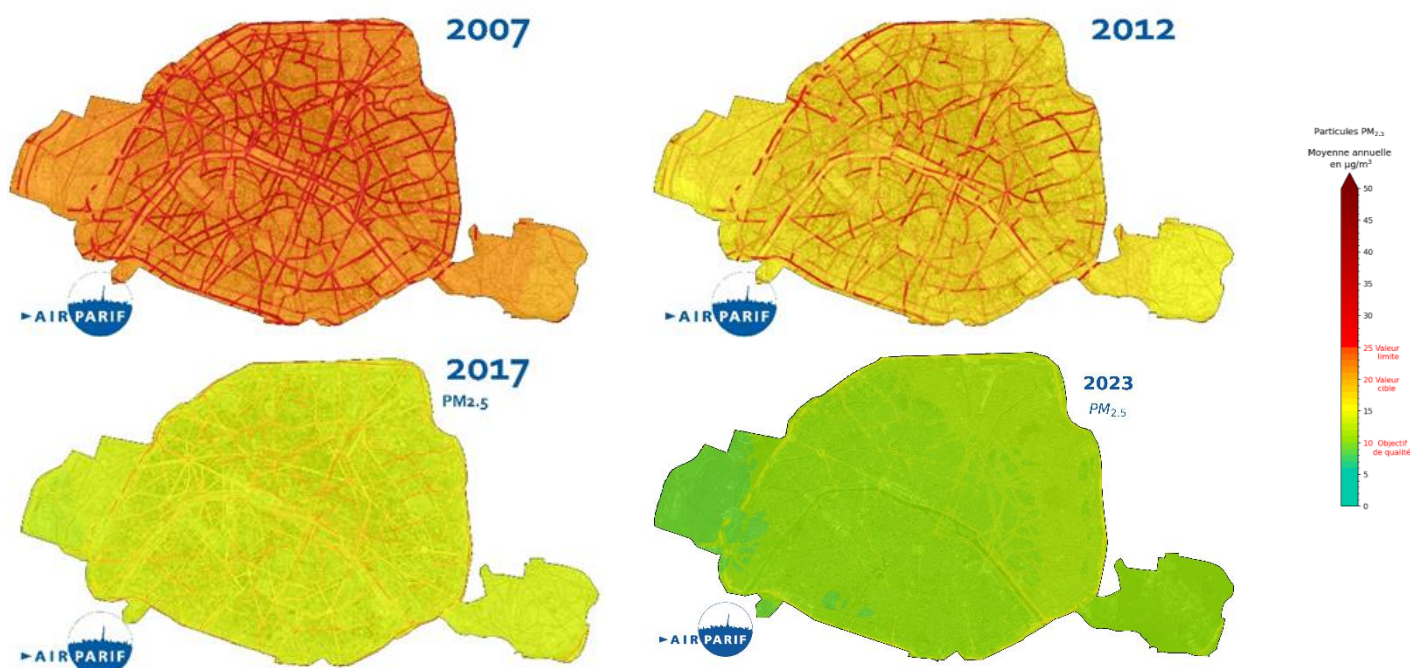 2007
AIRPARIF
2012
AIRPARIF
2017
PM2.5
AIRPARIF
2023
PM₂.₅
AIRPARIF
Particules PM₂.₅
Moyenne annuelle
en µg/m³
50
45
40
35
30
25 Valeur
limite
20 Valeur
cible
15
10 Objectif
de qualité
5
0